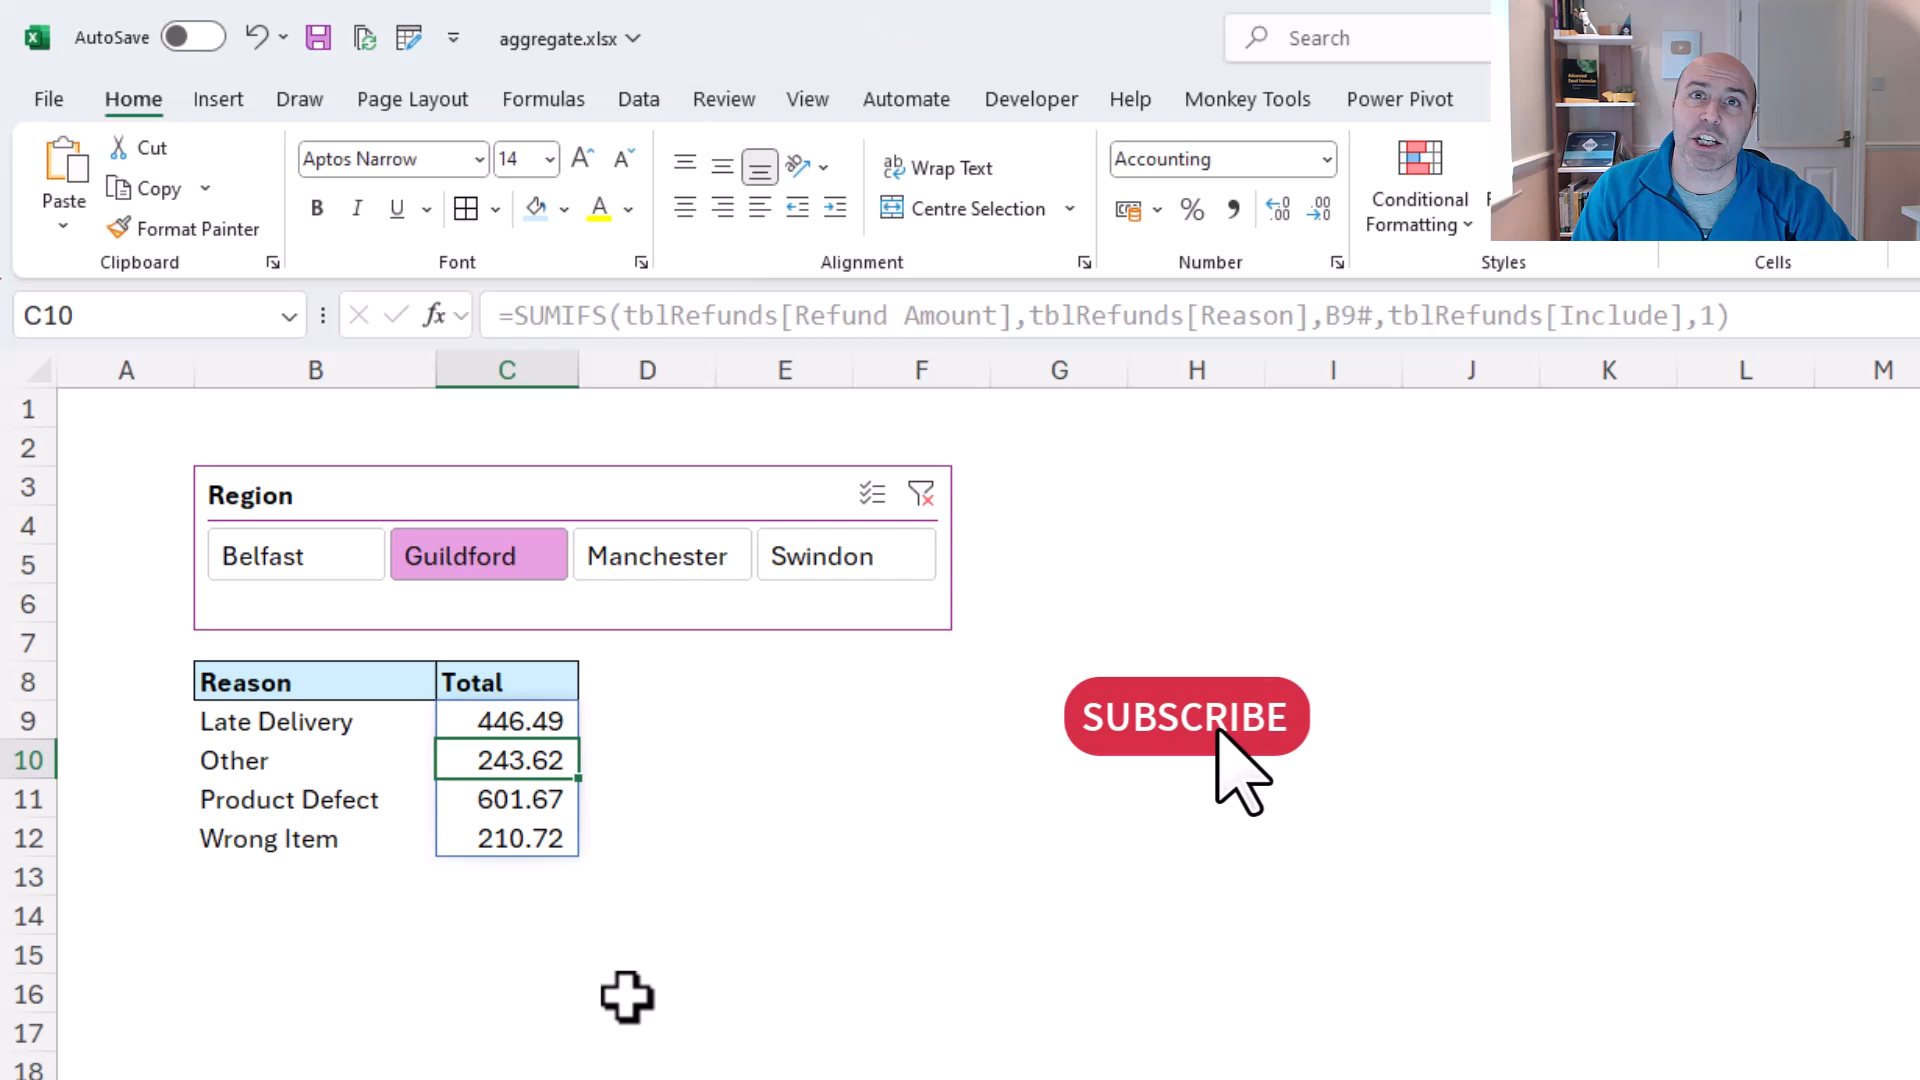 AutoSave
aggregate.xlsx
Search
File Home Insert Draw Page Layout Formulas Data Review View Automate Developer Help Monkey Tools Power Pivot
Paste
Cut
Copy
Format Painter
Clipboard
Aptos Narrow 14
B I U
Font
Wrap Text
Centre Selection
Alignment
Accounting
Number
Conditional
Formatting
Styles
Cells
C10
fx
=SUMIFS(tblRefunds[Refund Amount],tblRefunds[Reason],B9#,tblRefunds[Include],1)
A B C D E F G H I J K L M
1
2
3
4
5
6
7
8
9
10
11
12
13
14
15
16
17
18
Region
Belfast Guildford Manchester Swindon
Reason Total
Late Delivery 446.49
Other 243.62
Product Defect 601.67
Wrong Item 210.72
SUBSCRIBE